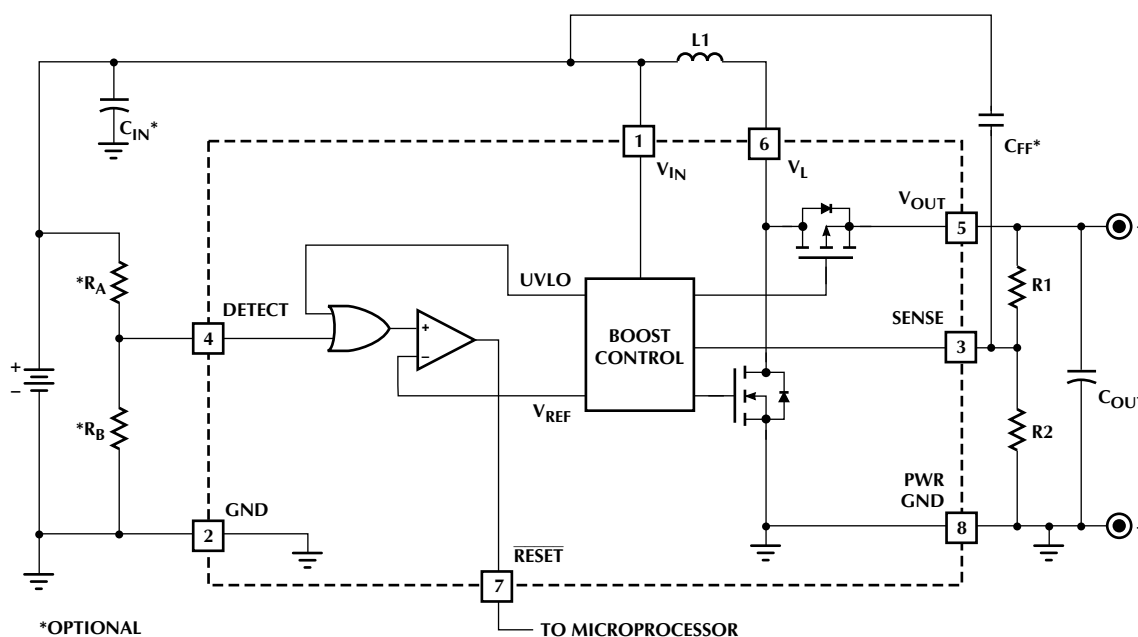 L1
C_IN*
1
V_IN
6
V_L
C_FF*
V_OUT
5
*R_A
UVLO
R1
DETECT
SENSE
4
+
−
BOOST
CONTROL
3
+
−
V_REF
C_OUT
*R_B
R2
PWR
GND
GND
2
8
RESET
7
*OPTIONAL
TO MICROPROCESSOR